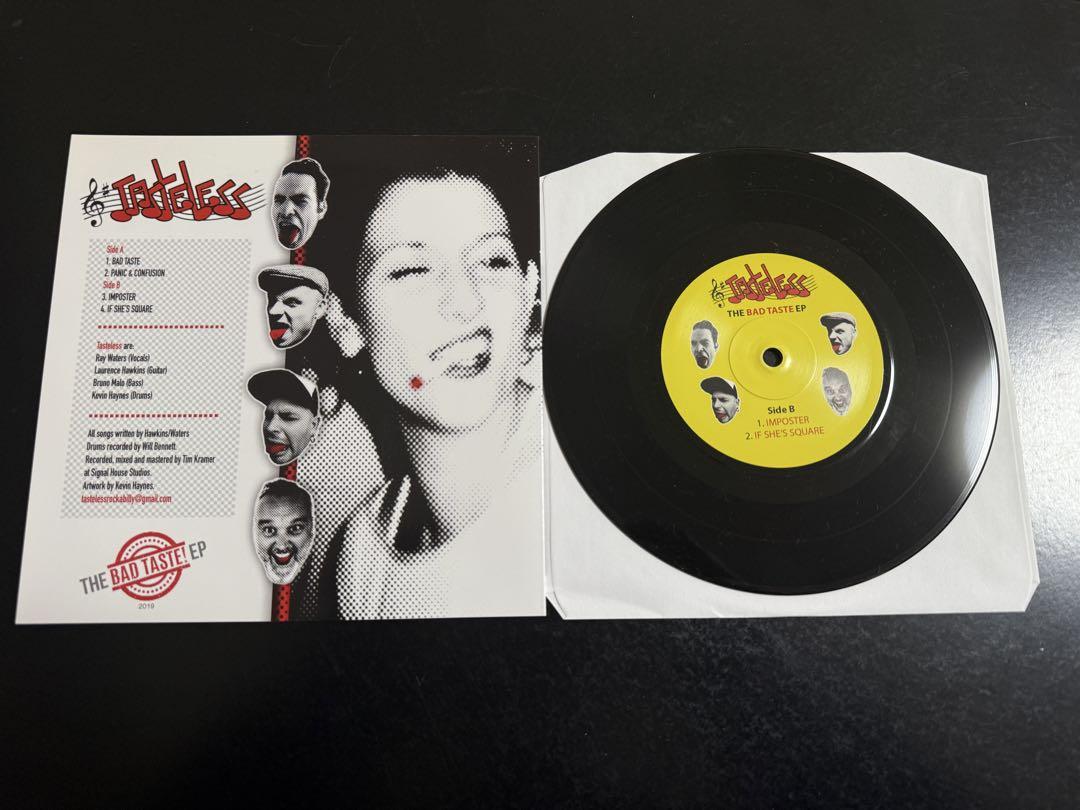 Tasteless
Side A
1. BAD TASTE
2. PANIC & CONFUSION
Side B
3. IMPOSTER
4. IF SHE'S SQUARE
Tasteless are:
Ray Waters (Vocals)
Laurence Hawkins (Guitar)
Bruno Malo (Bass)
Kevin Haynes (Drums)
All songs written by Hawkins/Waters
Drums recorded by Will Bennett.
Recorded, mixed and mastered by Tim Kramer
at Signal House Studios.
Artwork by Kevin Haynes.
tastelessrockabilly@gmail.com
THE BAD TASTE! EP
2019
Tasteless
THE BAD TASTE EP
Side B
1. IMPOSTER
2. IF SHE'S SQUARE